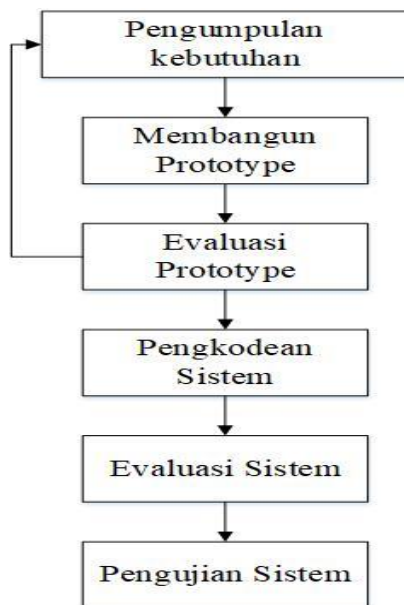 Pengumpulan
kebutuhan
Membangun
Prototype
Evaluasi
Prototype
Pengkodean
Sistem
Evaluasi Sistem
Pengujian Sistem